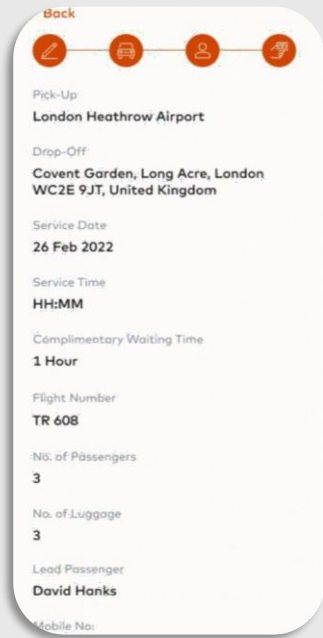 Back
Pick-Up
London Heathrow Airport
Drop-Off
Covent Garden, Long Acre, London
WC2E 9JT, United Kingdom
Service Date
26 Feb 2022
Service Time
HH:MM
Complimentary Waiting Time
1 Hour
Flight Number
TR 608
No. of Passengers
3
No. of Luggage
3
Lead Passenger
David Hanks
Mobile No: